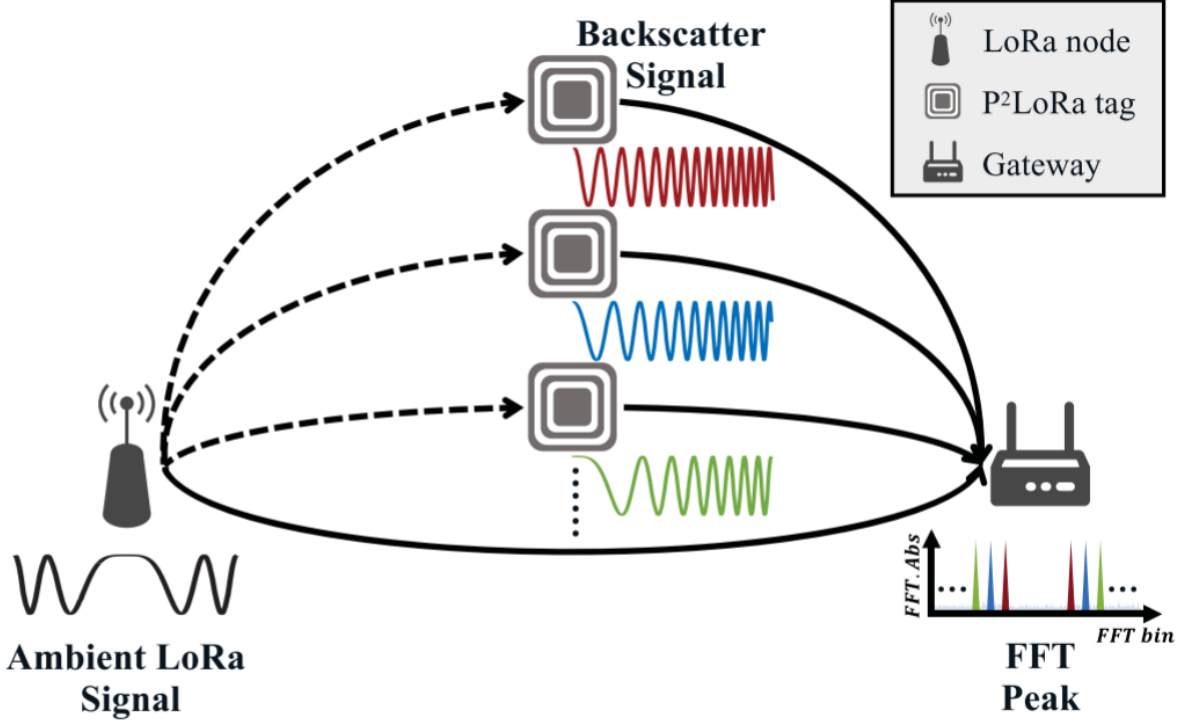 Backscatter
Signal
LoRa node
P²LoRa tag
Gateway
Ambient LoRa
Signal
FFT.Abs
FFT bin
FFT
Peak